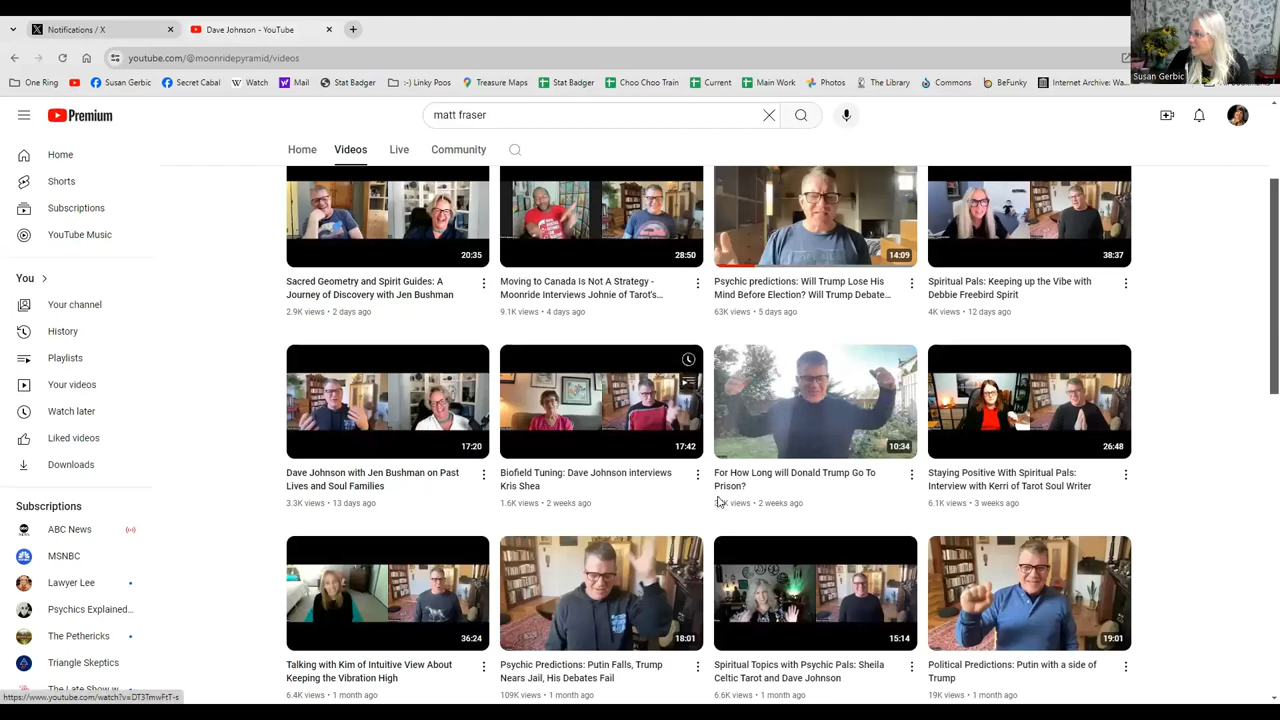 Notifications / X
Dave Johnson - YouTube
youtube.com/@moonridepyramid/videos
Susan Gerbic
One Ring
Susan Gerbic
Secret Cabal
Watch
Mail
Stat Badger
:-) Linky Poos
Treasure Maps
Stat Badger
Choo Choo Train
Current
Main Work
Photos
The Library
Commons
BeFunky
Internet Archive: Wa...
Premium
matt fraser
Home
Videos
Live
Community
Home
Shorts
Subscriptions
YouTube Music
You
Your channel
History
Playlists
Your videos
Watch later
Liked videos
Downloads
Subscriptions
ABC News
MSNBC
Lawyer Lee
Psychics Explained...
The Pethericks
Triangle Skeptics
https://www.youtube.com/watch?v=DT3TmwFtT-s
20:35
28:50
14:09
38:37
Sacred Geometry and Spirit Guides: A
Journey of Discovery with Jen Bushman
2.9K views • 2 days ago
Moving to Canada Is Not A Strategy -
Moonride Interviews Johnie of Tarot's...
9.1K views • 4 days ago
Psychic predictions: Will Trump Lose His
Mind Before Election? Will Trump Debate...
63K views • 5 days ago
Spiritual Pals: Keeping up the Vibe with
Debbie Freebird Spirit
4K views • 12 days ago
17:20
17:42
10:34
26:48
Dave Johnson with Jen Bushman on Past
Lives and Soul Families
3.3K views • 13 days ago
Biofield Tuning: Dave Johnson interviews
Kris Shea
1.6K views • 2 weeks ago
For How Long will Donald Trump Go To
Prison?
views • 2 weeks ago
Staying Positive With Spiritual Pals:
Interview with Kerri of Tarot Soul Writer
6.1K views • 3 weeks ago
36:24
18:01
15:14
19:01
Talking with Kim of Intuitive View About
Keeping the Vibration High
6.4K views • 1 month ago
Psychic Predictions: Putin Falls, Trump
Nears Jail, His Debates Fail
109K views • 1 month ago
Spiritual Topics with Psychic Pals: Sheila
Celtic Tarot and Dave Johnson
6.6K views • 1 month ago
Political Predictions: Putin with a side of
Trump
19K views • 1 month ago